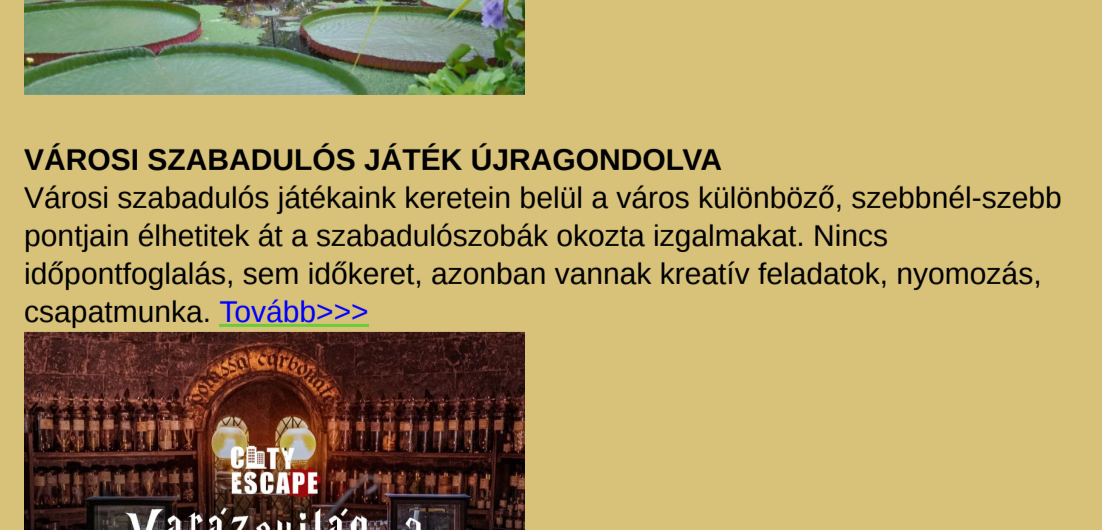 VÁROSI SZABADULÓS JÁTÉK ÚJRAGONDOLVA
Városi szabadulós játékaink keretein belül a város különböző, szebbnél-szebb
pontjain élhetitek át a szabadulószobák okozta izgalmakat. Nincs
időpontfoglalás, sem időkeret, azonban vannak kreatív feladatok, nyomozás,
csapatmunka. Tovább>>>
CITY
ESCAPE
Varázsvilág a